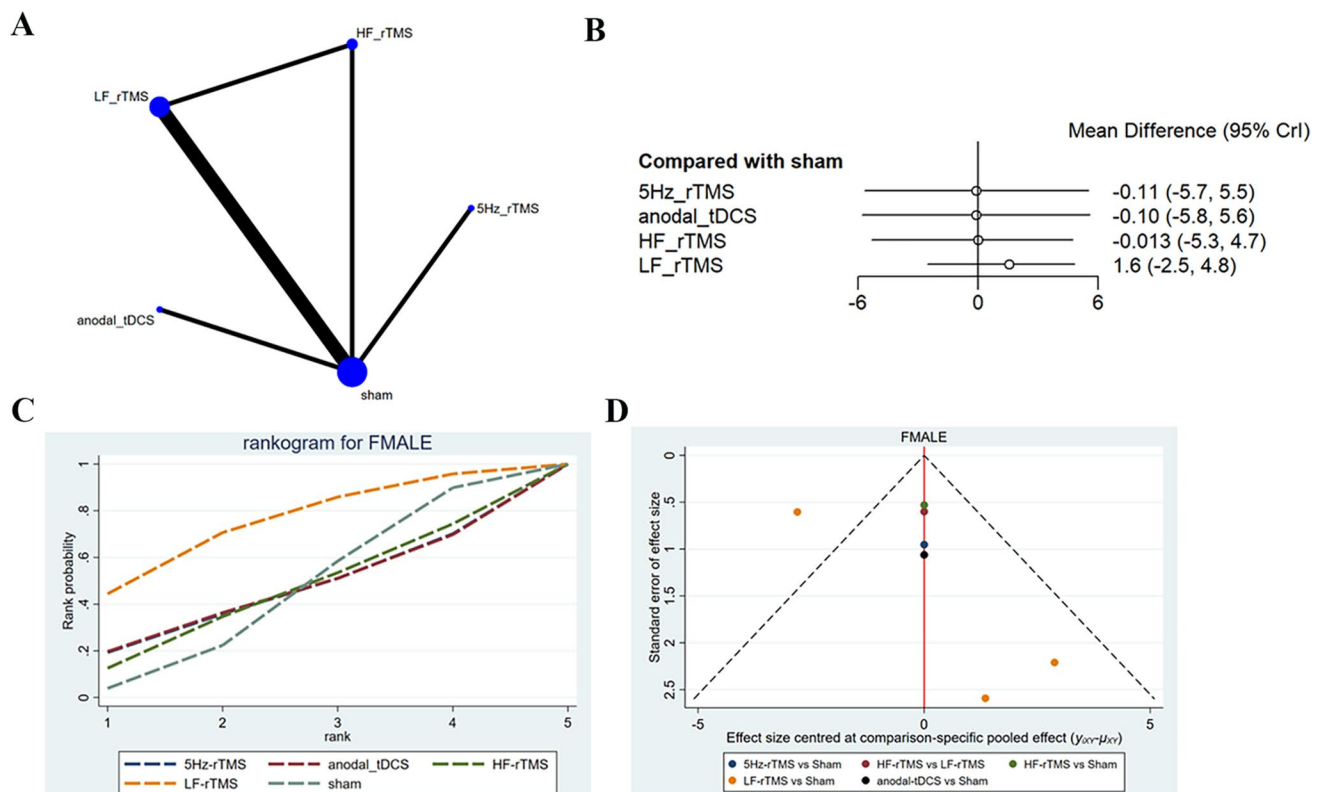 A
HF_rTMS
LF_rTMS
5Hz_rTMS
anodal_tDCS
sham
B
Mean Difference (95% CrI)
Compared with sham
5Hz_rTMS -0.11 (-5.7, 5.5)
anodal_tDCS -0.10 (-5.8, 5.6)
HF_rTMS -0.013 (-5.3, 4.7)
LF_rTMS 1.6 (-2.5, 4.8)
-6 0 6
C
rankogram for FMALE
Rank probability
1
.8
.6
.4
.2
0
1 2 3 4 5
rank
5Hz-rTMS anodal_tDCS HF-rTMS
LF-rTMS sham
D
FMALE
Standard error of effect size
0
.5
1
1.5
2
2.5
-5 0 5
Effect size centred at comparison-specific pooled effect (yiXY-μXY)
5Hz-rTMS vs Sham HF-rTMS vs LF-rTMS HF-rTMS vs Sham
LF-rTMS vs Sham anodal-tDCS vs Sham